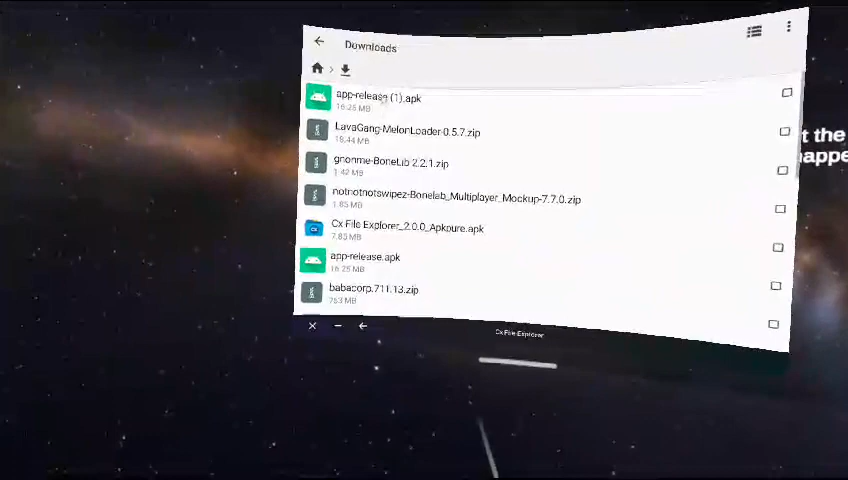 Downloads
app-release (1).apk
16.25 MB
t the
LavaGang-MelonLoader-0.5.7.zip
18.44 MB
happe
gnonme-BoneLib 2.2.1.zip
1.42 MB
notnotnotswipez-Bonelab_Multiplayer_Mockup-7.7.0.zip
1.85 MB
Cx File Explorer_2.0.0_Apkpure.apk
7.85 MB
app-release.apk
16.25 MB
babacorp.711.13.zip
753 MB
Cx File Explorer